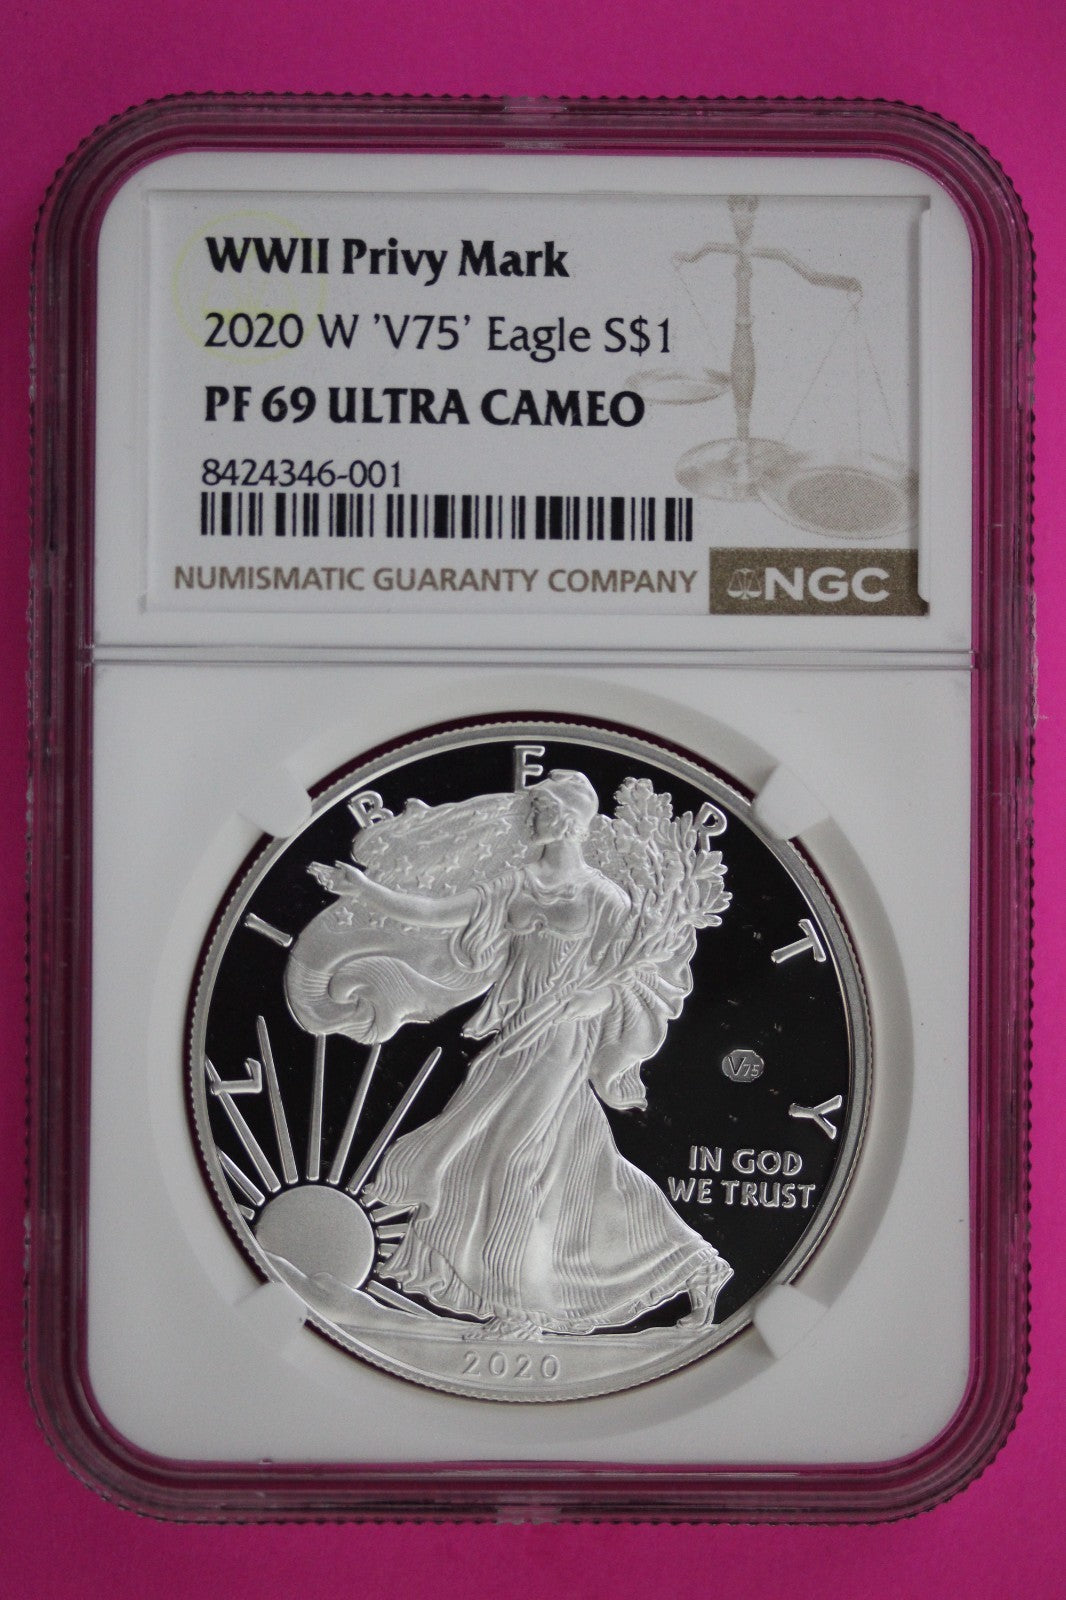 WWII Privy Mark
2020 W 'V75' Eagle S$1
PF 69 ULTRA CAMEO
8424346-001
NUMISMATIC GUARANTY COMPANY
NGC
LIBERTY
V75
IN GOD
WE TRUST
2020